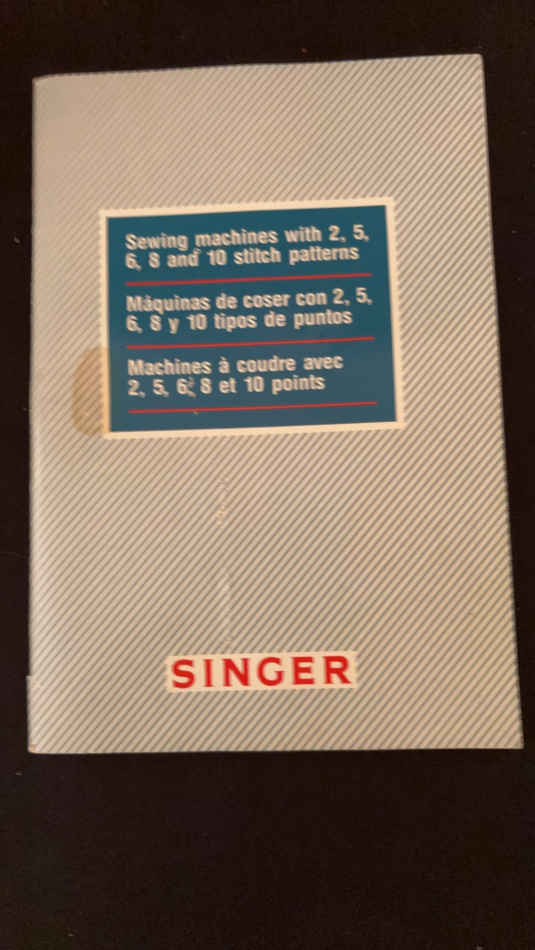 Sewing machines with 2, 5,
6, 8 and 10 stitch patterns
Máquinas de coser con 2, 5,
6, 8 y 10 tipos de puntos
Machines à coudre avec
2, 5, 6, 8 et 10 points
SINGER